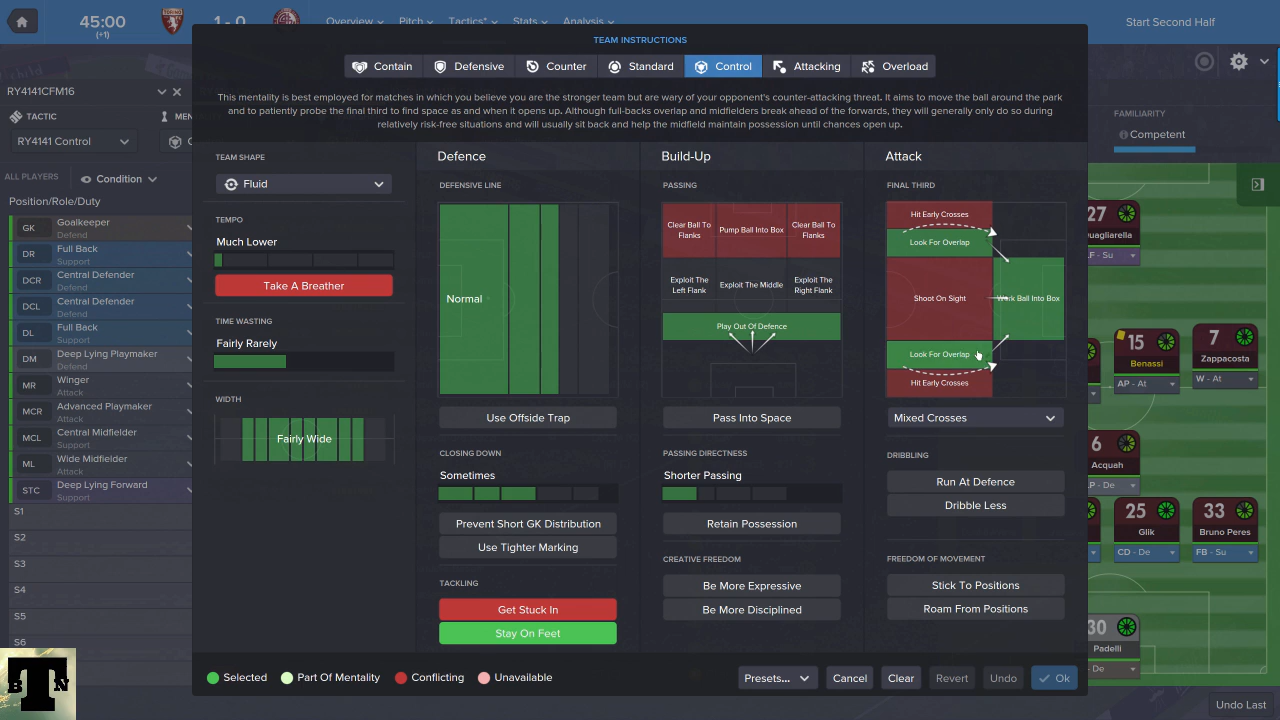 45:00
(+1)
1 - 0
Overview
Pitch
Tactics*
Stats
Analysis
Start Second Half
TEAM INSTRUCTIONS
Contain
Defensive
Counter
Standard
Control
Attacking
Overload
This mentality is best employed for matches in which you believe you are the stronger team but are wary of your opponent's counter-attacking threat. It aims to move the ball around the park
and to patiently probe the final third to find space as and when it opens up. Although full-backs overlap and midfielders break ahead of the forwards, they will generally only do so during
relatively risk-free situations and will usually sit back and help the midfield maintain possession until chances open up.
RY4141CFM16
TACTIC
RY4141 Control
ALL PLAYERS
Condition
Position/Role/Duty
GK
Goalkeeper
Defend
DR
Full Back
Support
DCR
Central Defender
Defend
DCL
Central Defender
Defend
DL
Full Back
Support
DM
Deep Lying Playmaker
Defend
MR
Winger
Attack
MCR
Advanced Playmaker
Attack
MCL
Central Midfielder
Support
ML
Wide Midfielder
Attack
STC
Deep Lying Forward
Support
S1
S2
S3
S4
S5
S6
TEAM SHAPE
Fluid
TEMPO
Much Lower
Take A Breather
TIME WASTING
Fairly Rarely
WIDTH
Fairly Wide
Defence
DEFENSIVE LINE
Normal
Use Offside Trap
CLOSING DOWN
Sometimes
Prevent Short GK Distribution
Use Tighter Marking
TACKLING
Get Stuck In
Stay On Feet
Build-Up
PASSING
Clear Ball To
Flanks
Pump Ball Into Box
Clear Ball To
Flanks
Exploit The
Left Flank
Exploit The Middle
Exploit The
Right Flank
Play Out Of Defence
Pass Into Space
PASSING DIRECTNESS
Shorter Passing
Retain Possession
CREATIVE FREEDOM
Be More Expressive
Be More Disciplined
Attack
FINAL THIRD
Hit Early Crosses
Look For Overlap
Shoot On Sight
Work Ball Into Box
Look For Overlap
Hit Early Crosses
Mixed Crosses
DRIBBLING
Run At Defence
Dribble Less
FREEDOM OF MOVEMENT
Stick To Positions
Roam From Positions
Selected
Part Of Mentality
Conflicting
Unavailable
Presets...
Cancel
Clear
Revert
Undo
Ok
FAMILIARITY
Competent
27
Quagliarella
F - Su
15
Benassi
AP - At
7
Zappacosta
W - At
6
Acquah
P - De
25
Glik
CD - De
33
Bruno Peres
FB - Su
30
Padelli
- De
Undo Last
B T N